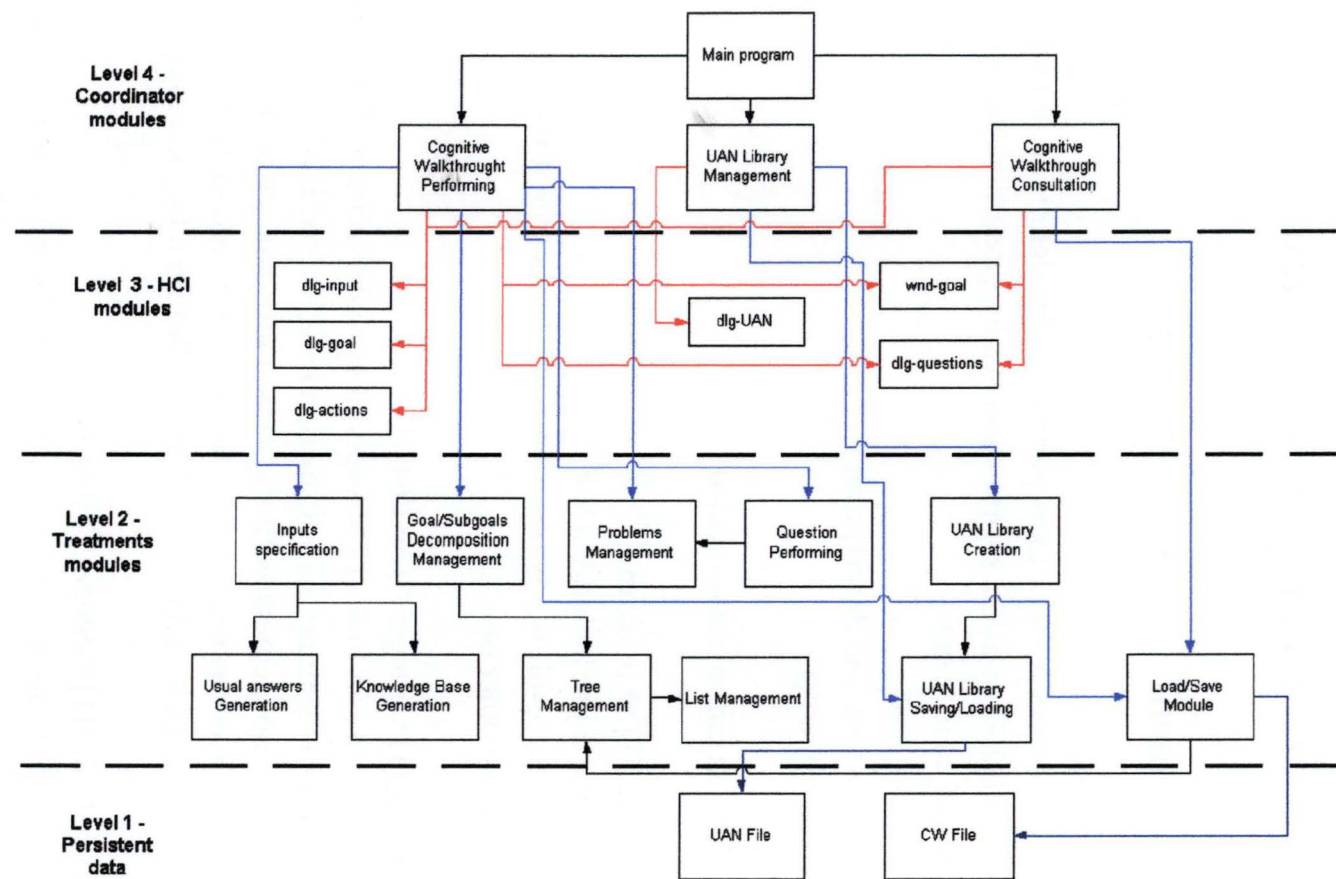 Main program
Level 4 -
Coordinator
modules
Cognitive
Walkthrought
Performing
UAN Library
Management
Cognitive
Walkthrough
Consultation
Level 3 - HCI
modules
dlg-input
wnd-goal
dlg-UAN
dlg-goal
dlg-questions
dlg-actions
Level 2 -
Treatments
modules
Inputs
specification
Goal/Subgoals
Decomposition
Management
Problems
Management
Question
Performing
UAN Library
Creation
Usual answers
Generation
Knowledge Base
Generation
Tree
Management
List Management
UAN Library
Saving/Loading
Load/Save
Module
Level 1 -
Persistent
data
UAN File
CW File